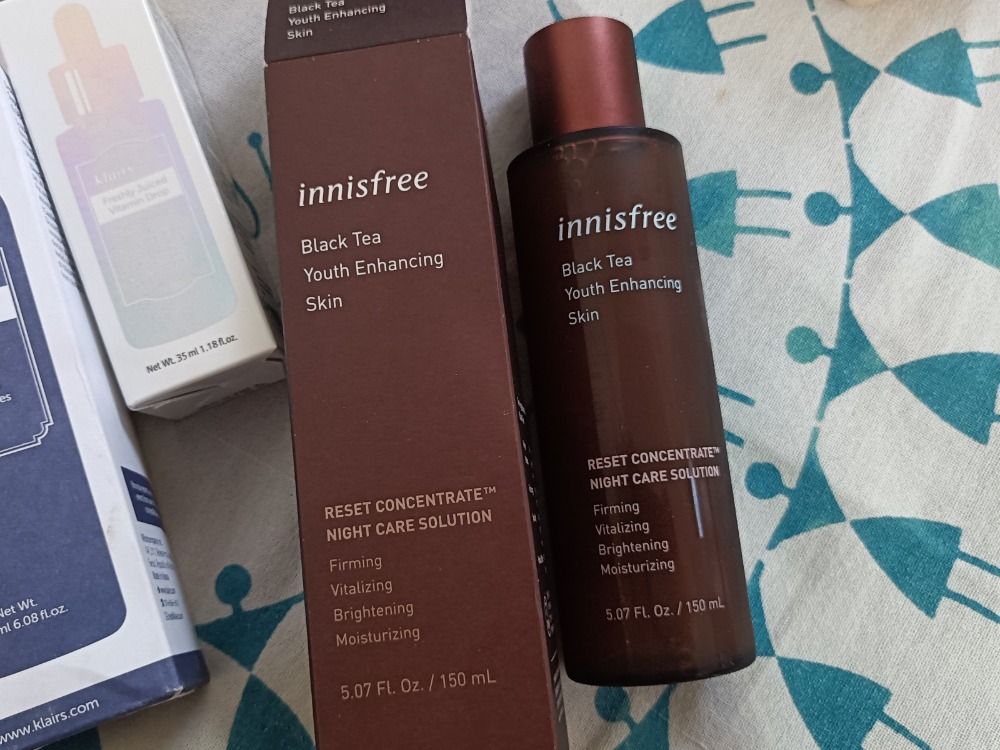 Black Tea
Youth Enhancing
Skin
innisfree
Black Tea
Youth Enhancing
Skin
RESET CONCENTRATE™
NIGHT CARE SOLUTION
Firming
Vitalizing
Brightening
Moisturizing
5.07 Fl. Oz. / 150 mL
innisfree
Black Tea
Youth Enhancing
Skin
RESET CONCENTRATE™
NIGHT CARE SOLUTION
Firming
Vitalizing
Brightening
Moisturizing
5.07 Fl. Oz. / 150 mL
klairs
Freshly Juiced
Vitamin Drop
Net Wt. 35 ml 1.18 fl.oz.
Net Wt.
ml 6.08 fl.oz.
www.klairs.com